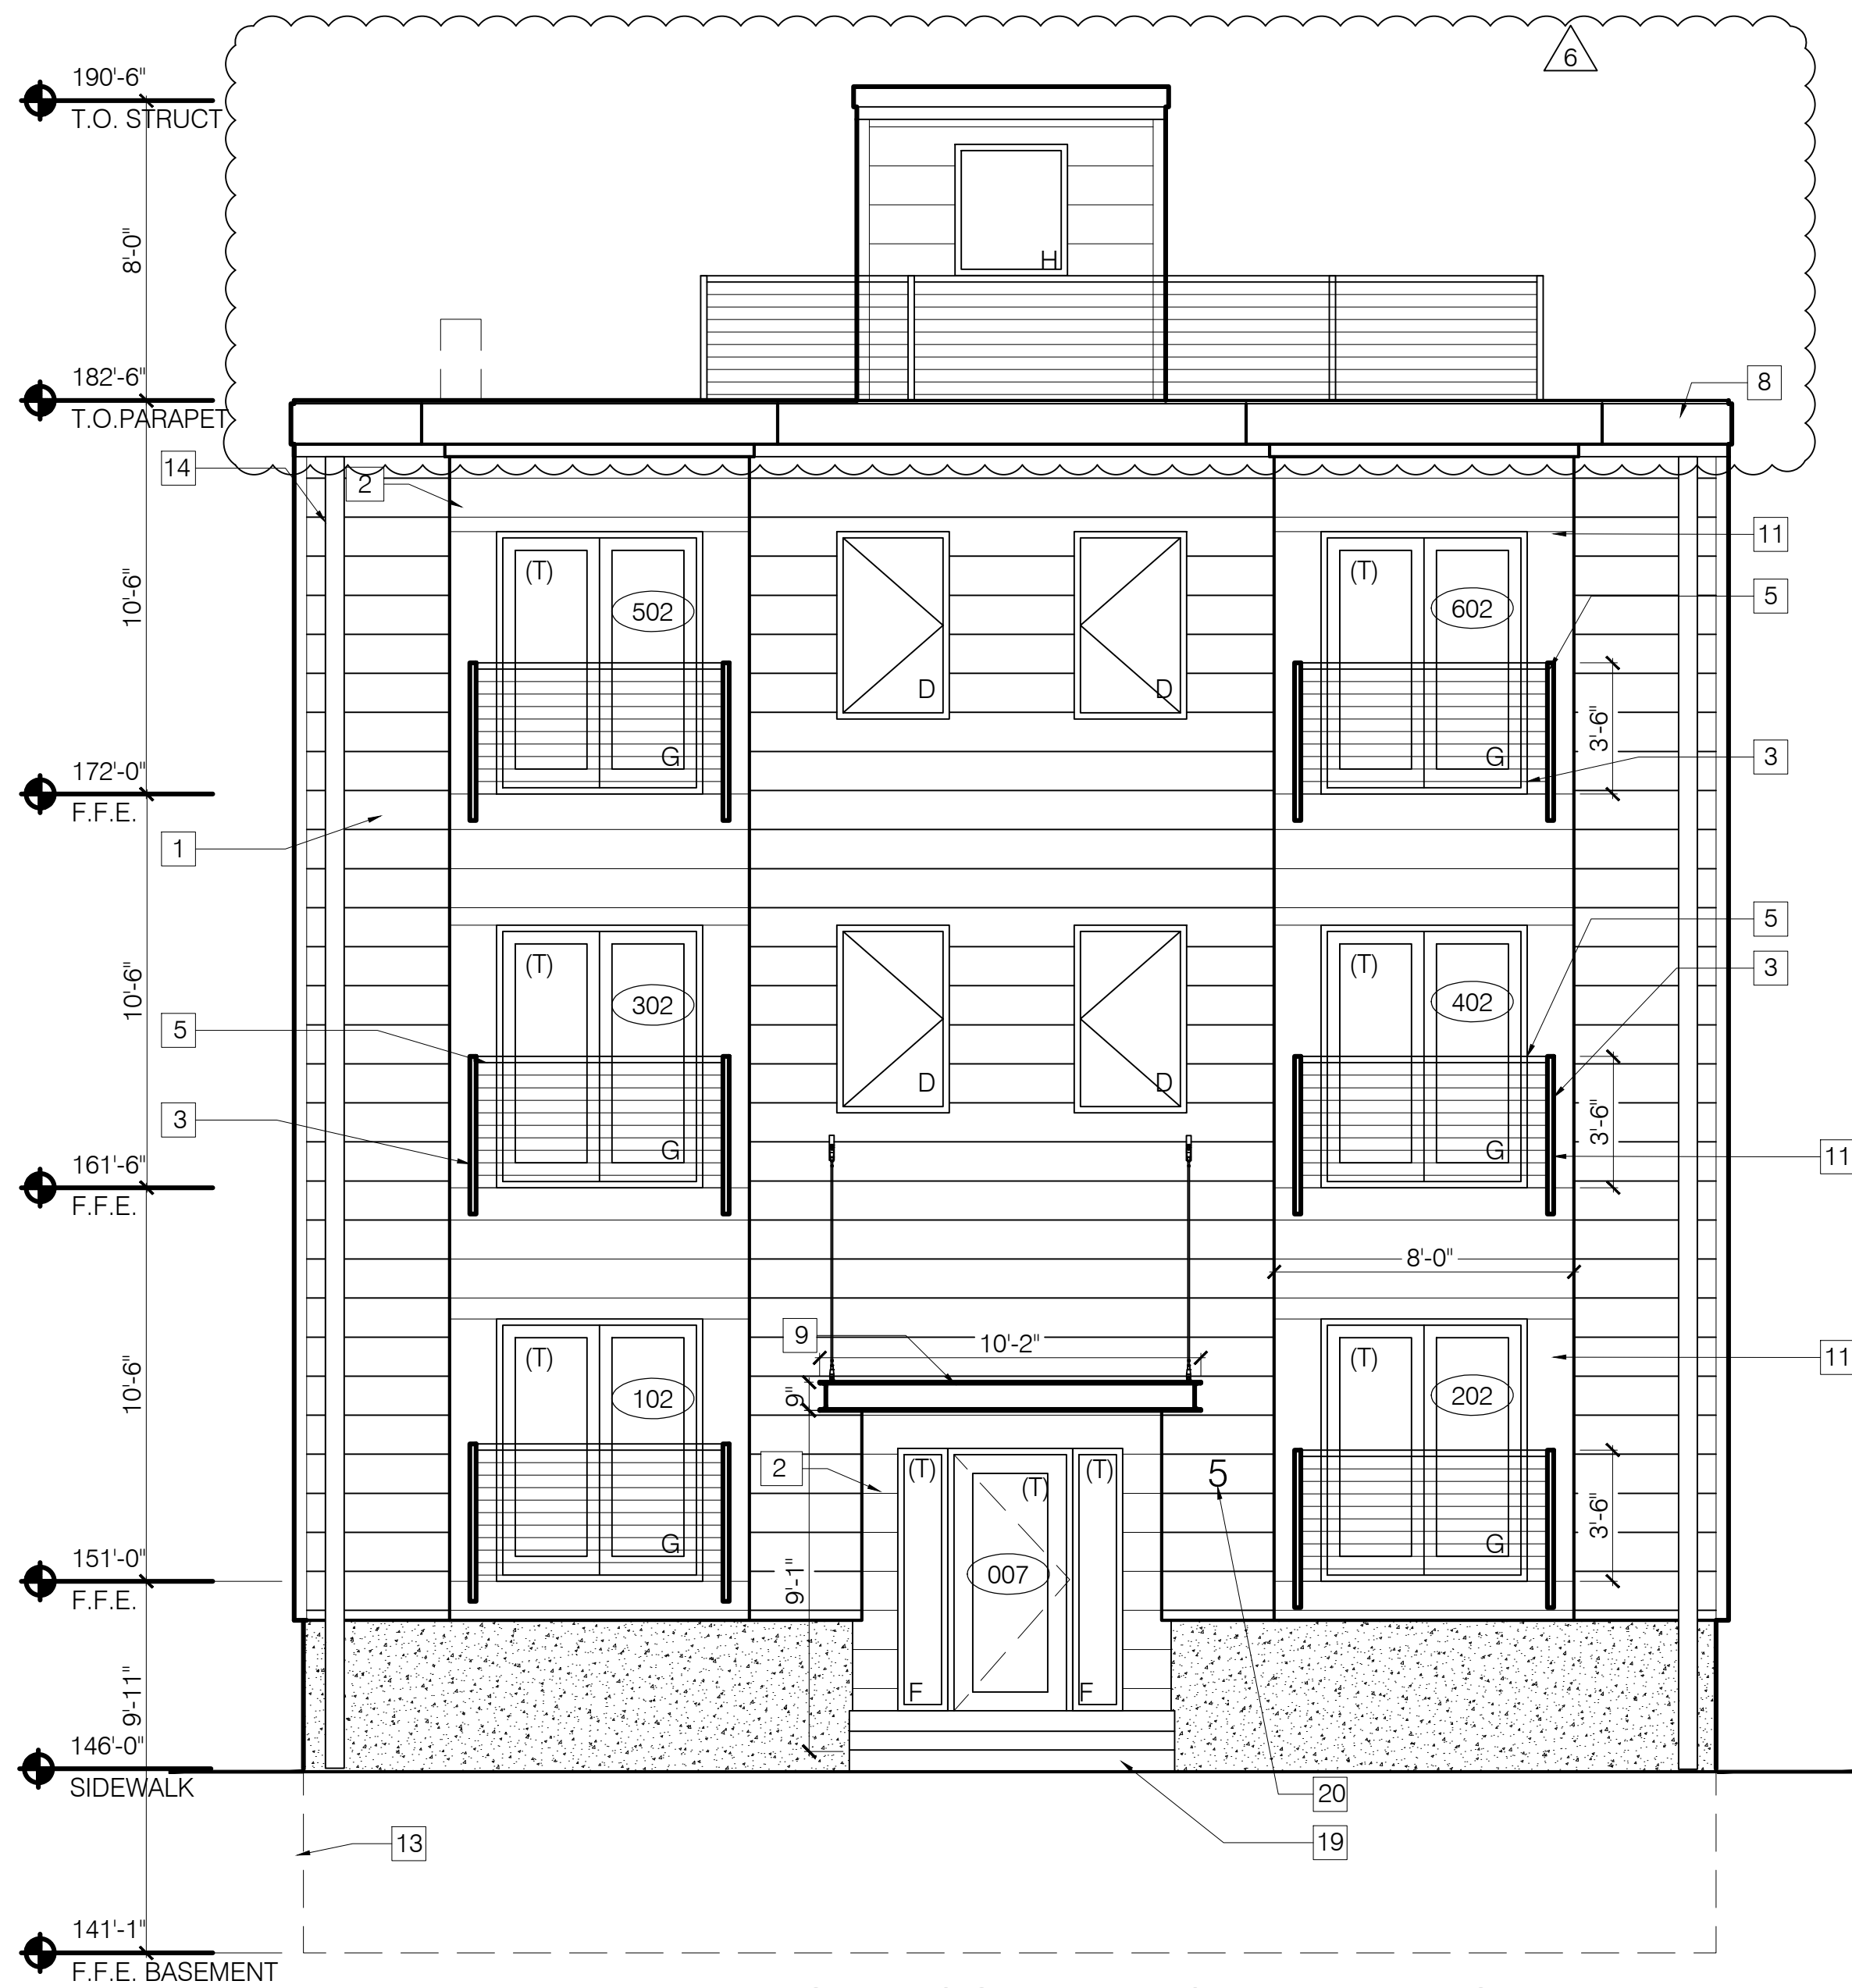 6
190'-6"
T.O. STRUCT
8'-0"
H
182'-6"
T.O.PARAPET
8
14
2
11
(T)
502
(T)
602
5
10'-6"
D
D
G
G
3'-6"
3
172'-0"
F.F.E.
1
5
(T)
302
(T)
402
3
10'-6"
5
D
D
3
G
G
3'-6"
11
161'-6"
F.F.E.
8'-0"
9
10'-2"
(T)
(T)
11
10'-6"
102
9"
202
2
(T)
(T)
(T)
5
G
G
3'-6"
151'-0"
F.F.E.
9'-1"
007
9'-11"
F
F
146'-0"
SIDEWALK
20
13
19
141'-1"
F.F.E. BASEMENT